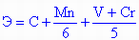 Э = C + Mn/6 + V + Cr/5